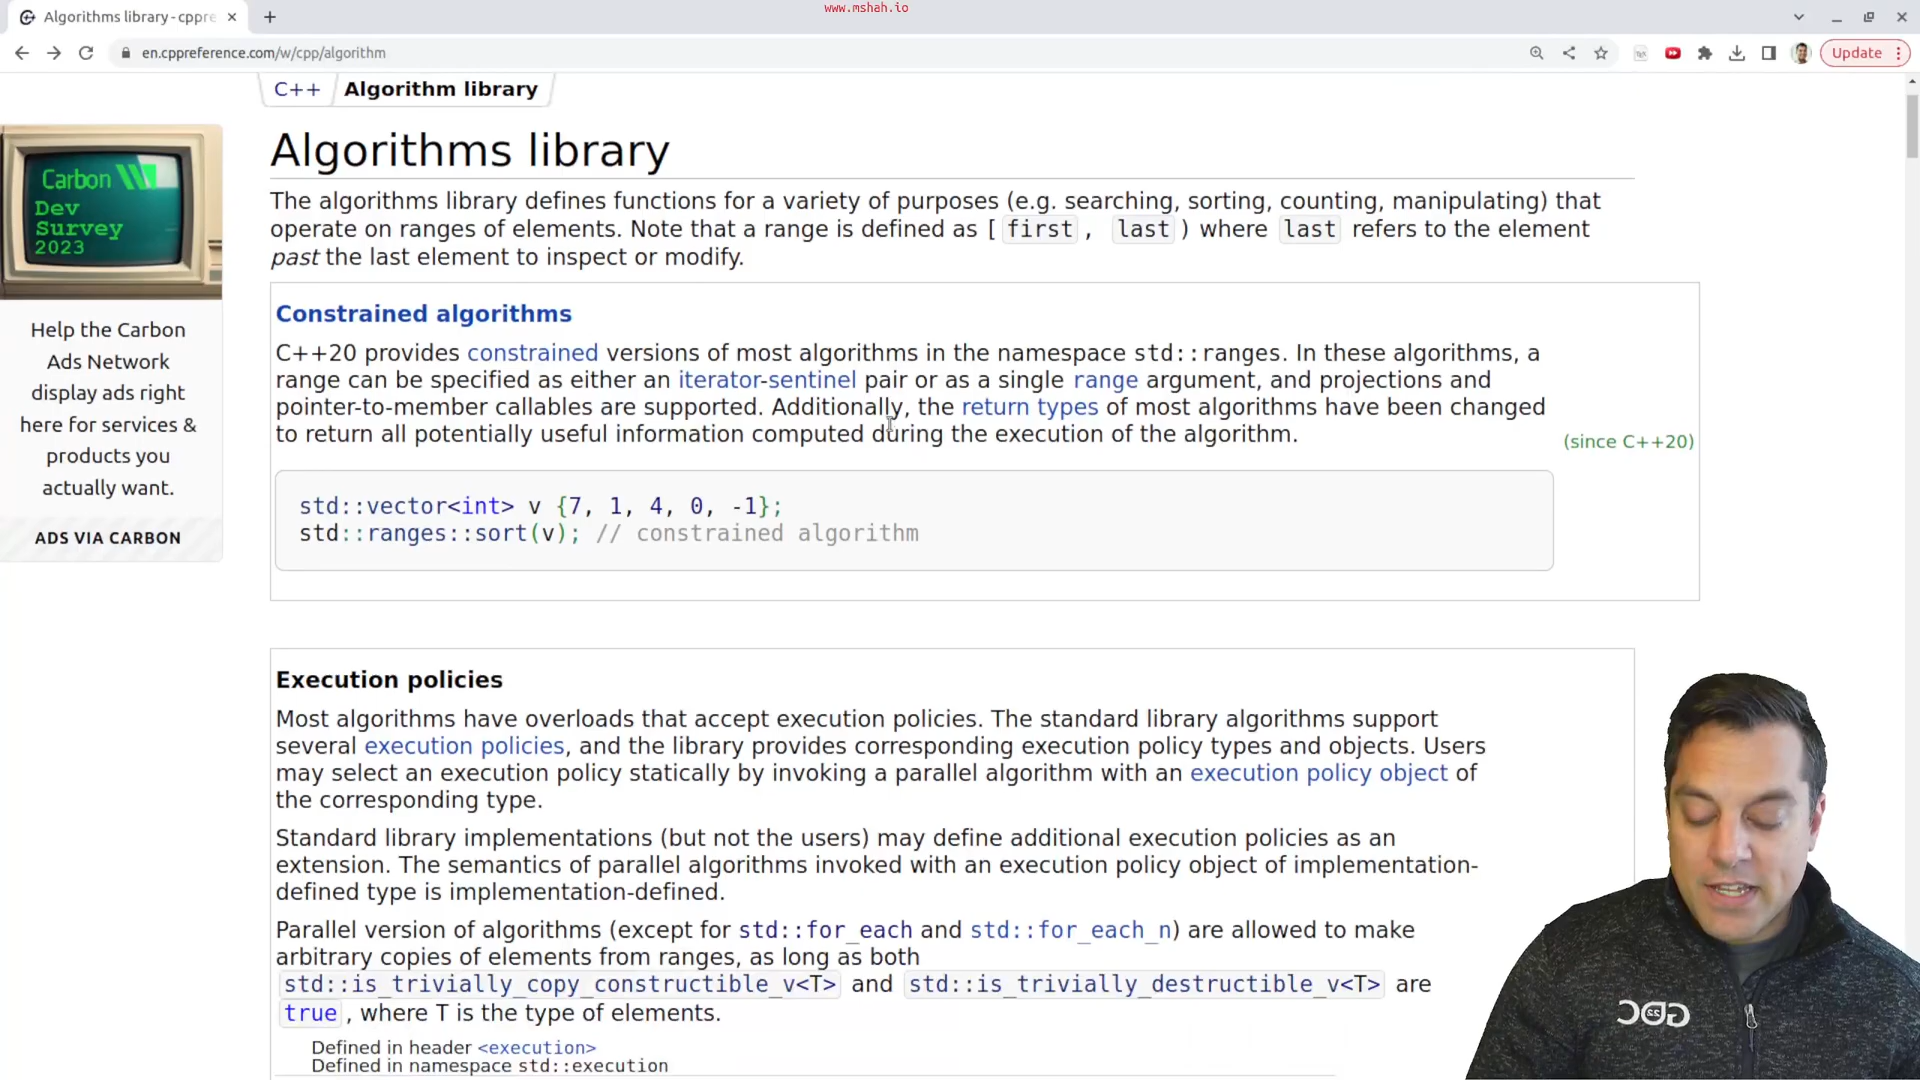 Algorithms library - cppre
www.mshah.io
en.cppreference.com/w/cpp/algorithm
Update
C++ Algorithm library
Algorithms library
The algorithms library defines functions for a variety of purposes (e.g. searching, sorting, counting, manipulating) that
operate on ranges of elements. Note that a range is defined as [ first , last ) where last refers to the element
past the last element to inspect or modify.
Carbon
Dev
Survey
2023
Help the Carbon
Ads Network
display ads right
here for services &
products you
actually want.
ADS VIA CARBON
Constrained algorithms
C++20 provides constrained versions of most algorithms in the namespace std::ranges. In these algorithms, a
range can be specified as either an iterator-sentinel pair or as a single range argument, and projections and
pointer-to-member callables are supported. Additionally, the return types of most algorithms have been changed
to return all potentially useful information computed during the execution of the algorithm.
(since C++20)
std::vector<int> v {7, 1, 4, 0, -1};
std::ranges::sort(v); // constrained algorithm
Execution policies
Most algorithms have overloads that accept execution policies. The standard library algorithms support
several execution policies, and the library provides corresponding execution policy types and objects. Users
may select an execution policy statically by invoking a parallel algorithm with an execution policy object of
the corresponding type.
Standard library implementations (but not the users) may define additional execution policies as an
extension. The semantics of parallel algorithms invoked with an execution policy object of implementation-
defined type is implementation-defined.
Parallel version of algorithms (except for std::for_each and std::for_each_n) are allowed to make
arbitrary copies of elements from ranges, as long as both
std::is_trivially_copy_constructible_v<T> and std::is_trivially_destructible_v<T> are
true , where T is the type of elements.
Defined in header <execution>
Defined in namespace std::execution
GDC 22